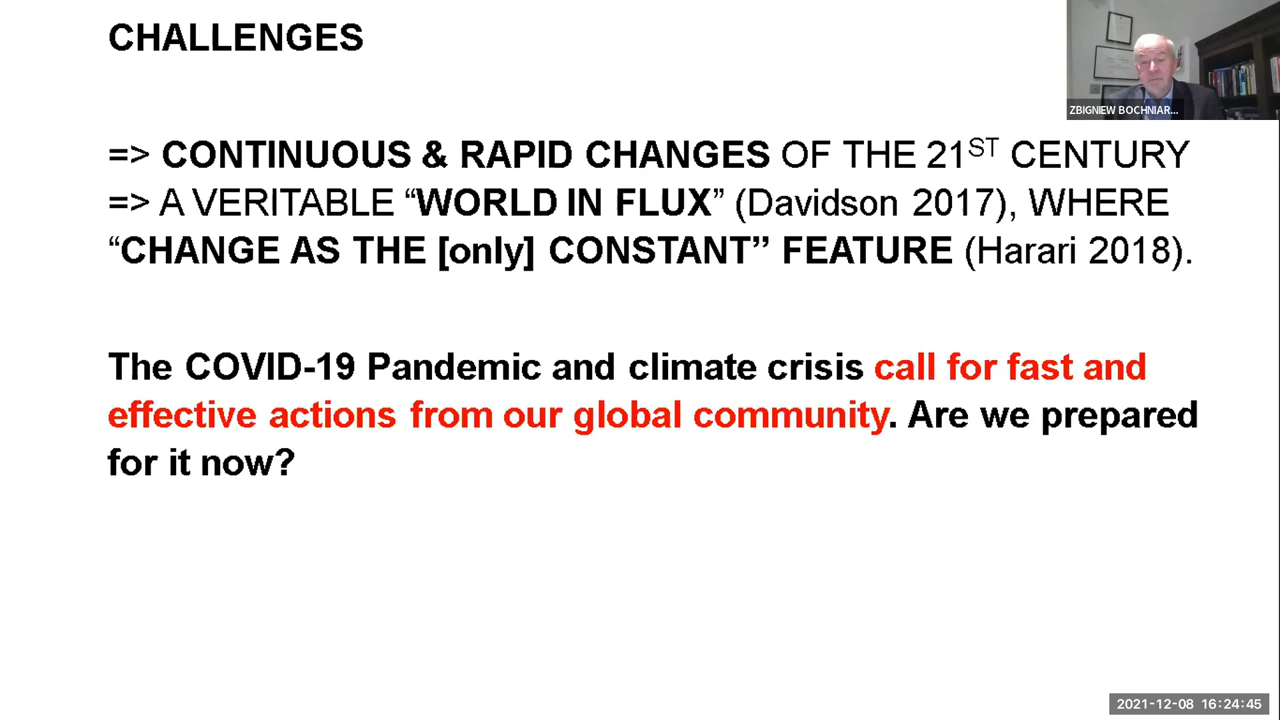 CHALLENGES
ZBIGNIEW BOCHNIAR...
=> CONTINUOUS & RAPID CHANGES OF THE 21ST CENTURY
=> A VERITABLE “WORLD IN FLUX” (Davidson 2017), WHERE
“CHANGE AS THE [only] CONSTANT” FEATURE (Harari 2018).
The COVID-19 Pandemic and climate crisis call for fast and
effective actions from our global community. Are we prepared
for it now?
2021-12-08 16:24:45